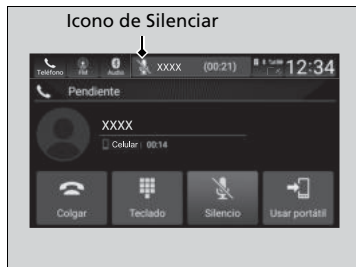 Icono de Silenciar
Teléfono FM Audio XXXX (00:21) 12:34
Pendiente
XXXX
Celular 00:14
Colgar Teclado Silencio Usar portátil